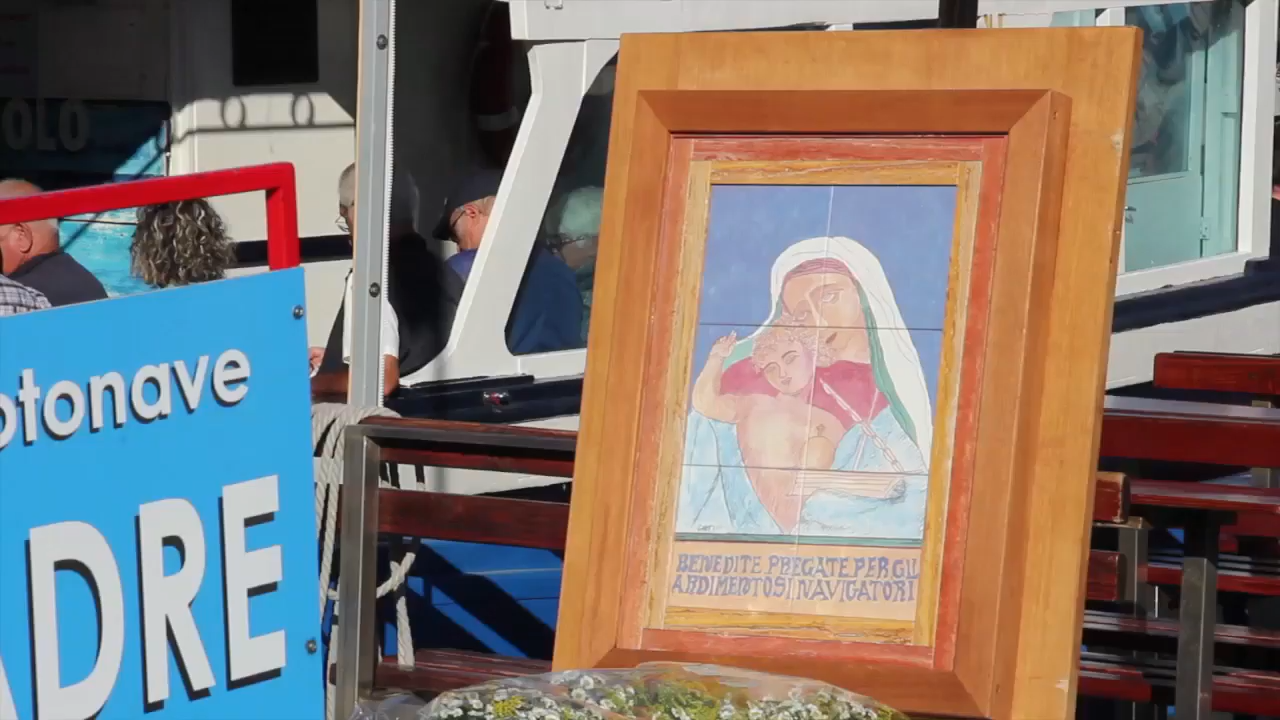 OLO
otonave
ADRE
BENEDITE PREGATE PER GLI
ARDIMENTOSI NAVIGATORI